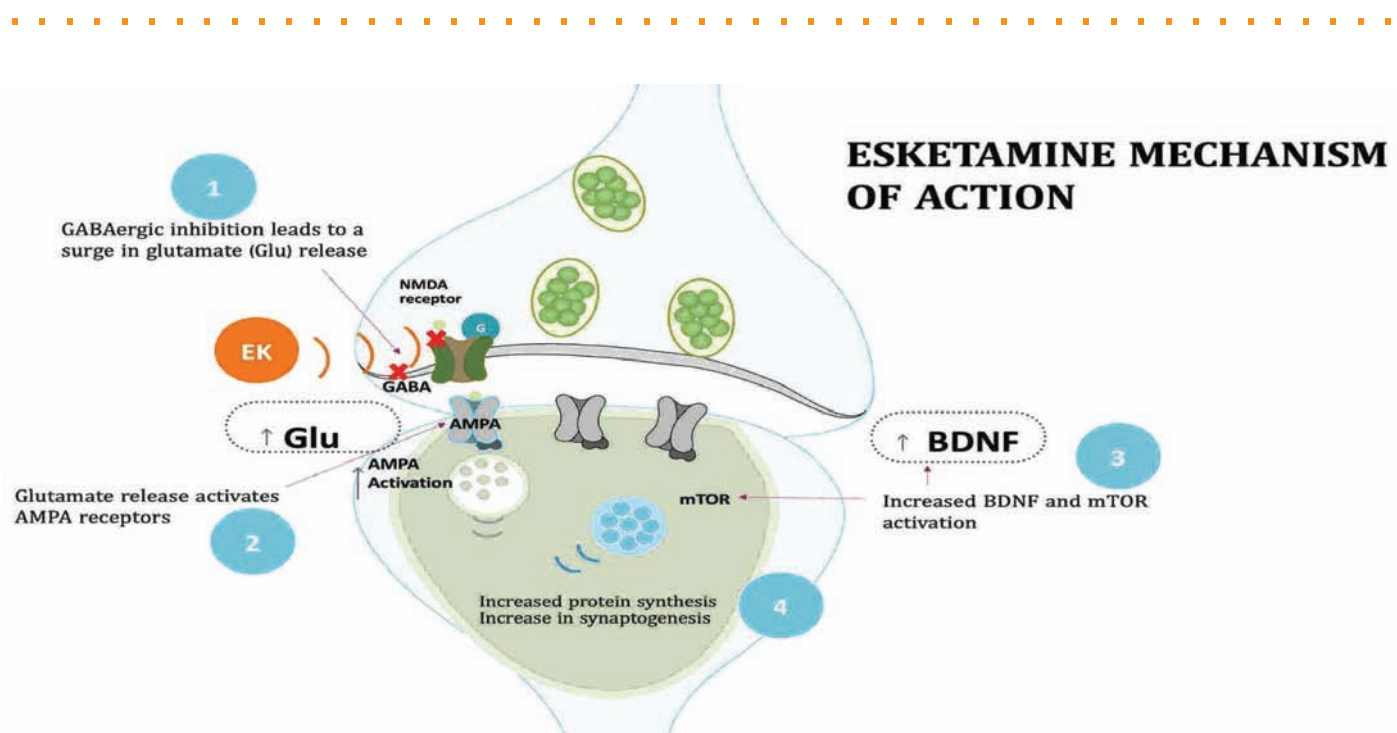 ESKETAMINE MECHANISM
OF ACTION
1
GABAergic inhibition leads to a
surge in glutamate (Glu) release
NMDA
receptor
G
EK
GABA
↑ Glu
AMPA
↑ BDNF
3
AMPA
Activation
Glutamate release activates
AMPA receptors
mTOR
Increased BDNF and mTOR
activation
2
Increased protein synthesis
Increase in synaptogenesis
4